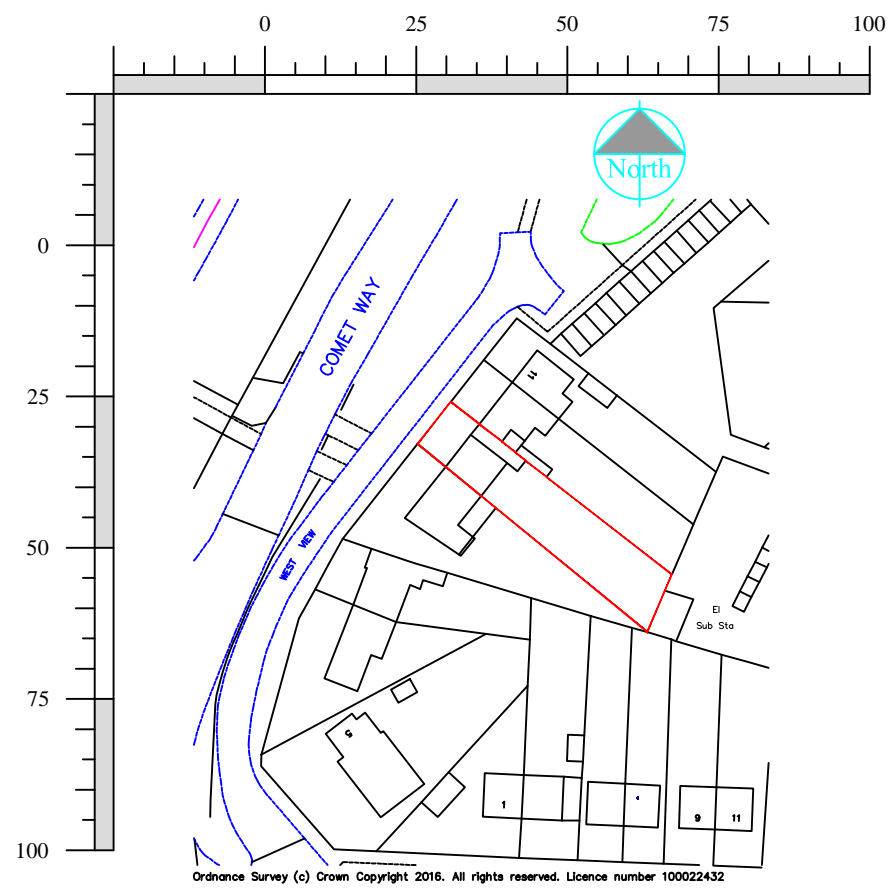 0 25 50 75 100
North
0
COMET WAY
11
25
50
WEST VIEW
El
Sub Sta
75
5
1
9 11
100
Ordnance Survey (c) Crown Copyright 2016. All rights reserved. Licence number 100022432